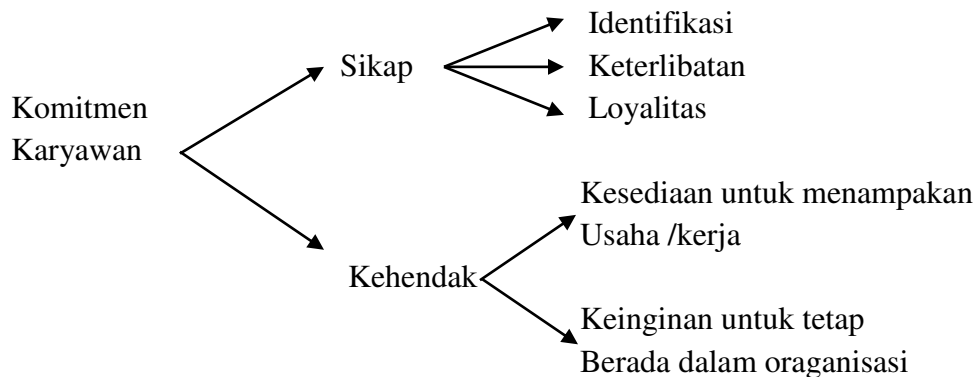 Komitmen
Karyawan
Sikap
Identifikasi
Keterlibatan
Loyalitas
Kehendak
Kesediaan untuk menampakan
Usaha /kerja
Keinginan untuk tetap
Berada dalam oraganisasi